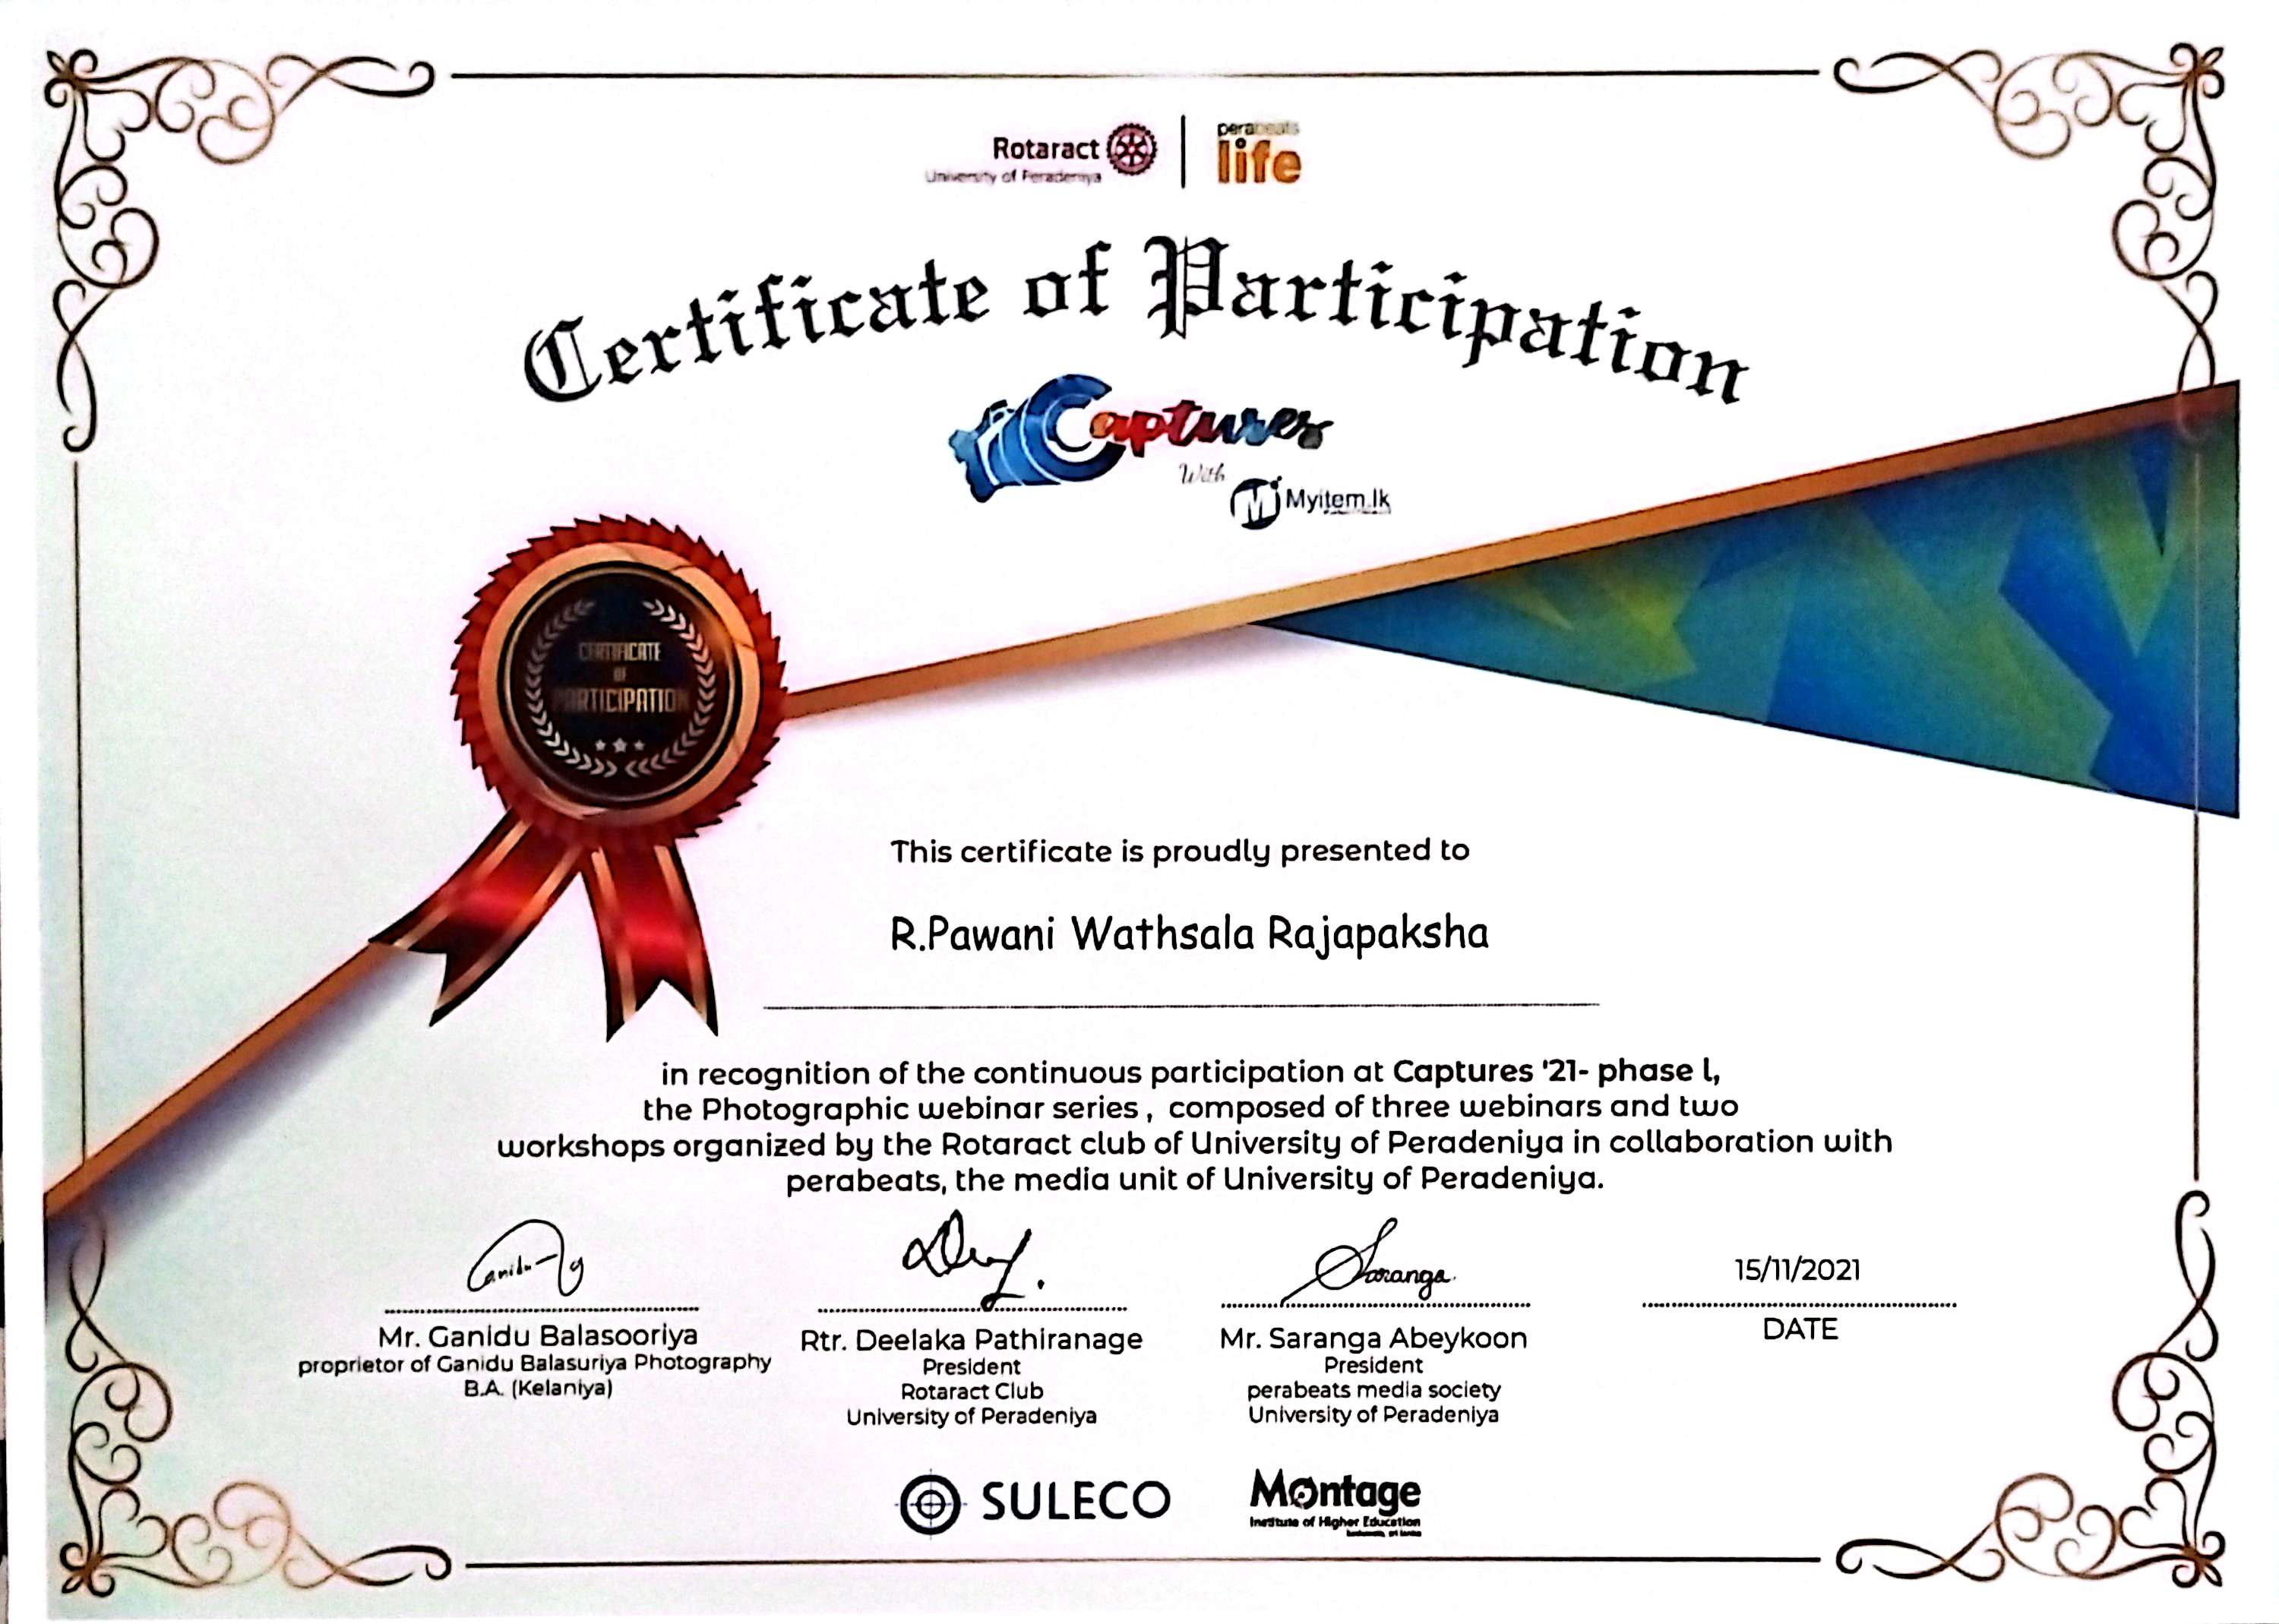 Rotaract
University of Peradeniya
perabeats
life
Certificate of Participation
Captures
With
Myitem.lk
CERTIFICATE
OF
PARTICIPATION
This certificate is proudly presented to
R.Pawani Wathsala Rajapaksha
in recognition of the continuous participation at Captures '21- phase l,
the Photographic webinar series , composed of three webinars and two
workshops organized by the Rotaract club of University of Peradeniya in collaboration with
perabeats, the media unit of University of Peradeniya.
Saranga.
15/11/2021
DATE
Mr. Ganidu Balasooriya
proprietor of Ganidu Balasuriya Photography
B.A. (Kelaniya)
Rtr. Deelaka Pathiranage
President
Rotaract Club
University of Peradeniya
Mr. Saranga Abeykoon
President
perabeats media society
University of Peradeniya
SULECO
Montage
Institute of Higher Education